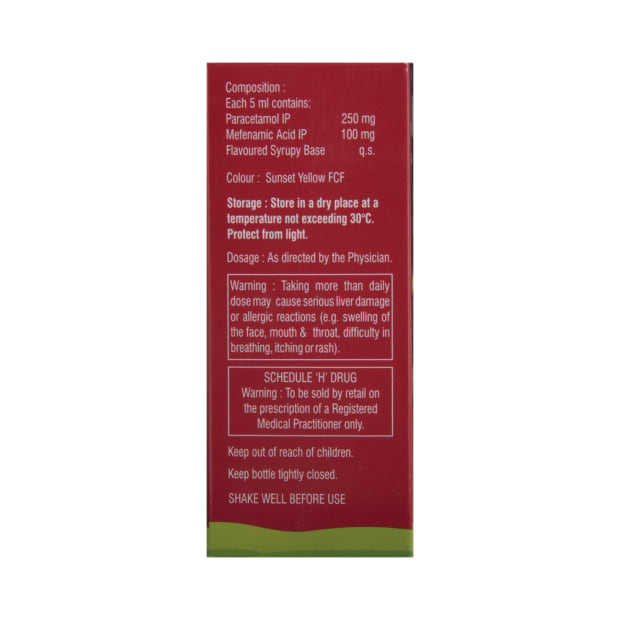 Composition :
Each 5 ml contains:
Paracetamol IP 250 mg
Mefenamic Acid IP 100 mg
Flavoured Syrupy Base q.s.
Colour : Sunset Yellow FCF
Storage : Store in a dry place at a
temperature not exceeding 30°C.
Protect from light.
Dosage : As directed by the Physician.
Warning : Taking more than daily
dose may cause serious liver damage
or allergic reactions (e.g. swelling of
the face, mouth & throat, difficulty in
breathing, itching or rash).
SCHEDULE 'H' DRUG
Warning : To be sold by retail on
the prescription of a Registered
Medical Practitioner only.
Keep out of reach of children.
Keep bottle tightly closed.
SHAKE WELL BEFORE USE